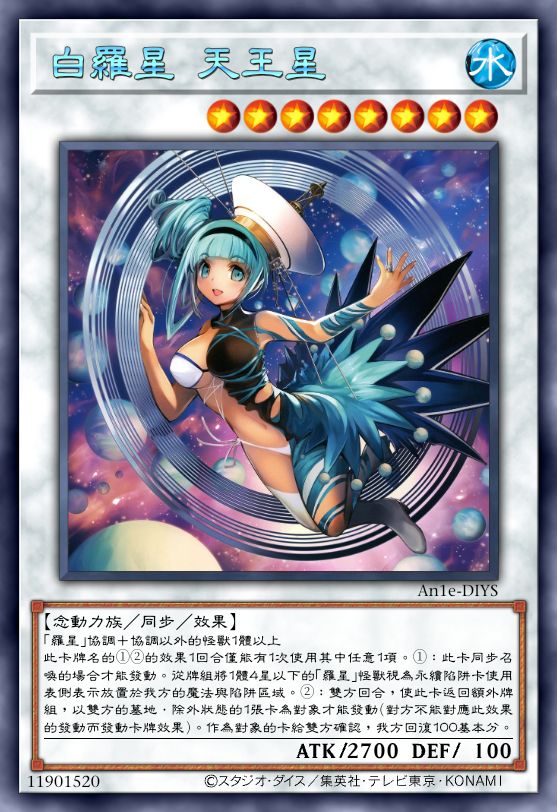 白羅星 天王星
水
An1e-DIYS
【念動力族／同步／效果】
「羅星」協調＋協調以外的怪獸1體以上
此卡牌名的①②的效果1回合僅能有1次使用其中任意1項。①：此卡同步召
喚的場合才能發動。從牌組將1體4星以下的「羅星」怪獸視為永續陷阱卡使用
表側表示放置於我方的魔法與陷阱區域。②：雙方回合，使此卡返回額外牌
組，以雙方的墓地．除外狀態的1張卡為對象才能發動(對方不能對應此效果
的發動而發動卡牌效果)。作為對象的卡給雙方確認，我方回復100基本分。
ATK/2700 DEF/ 100
11901520
©スタジオ・ダイス／集英社・テレビ東京・KONAMI